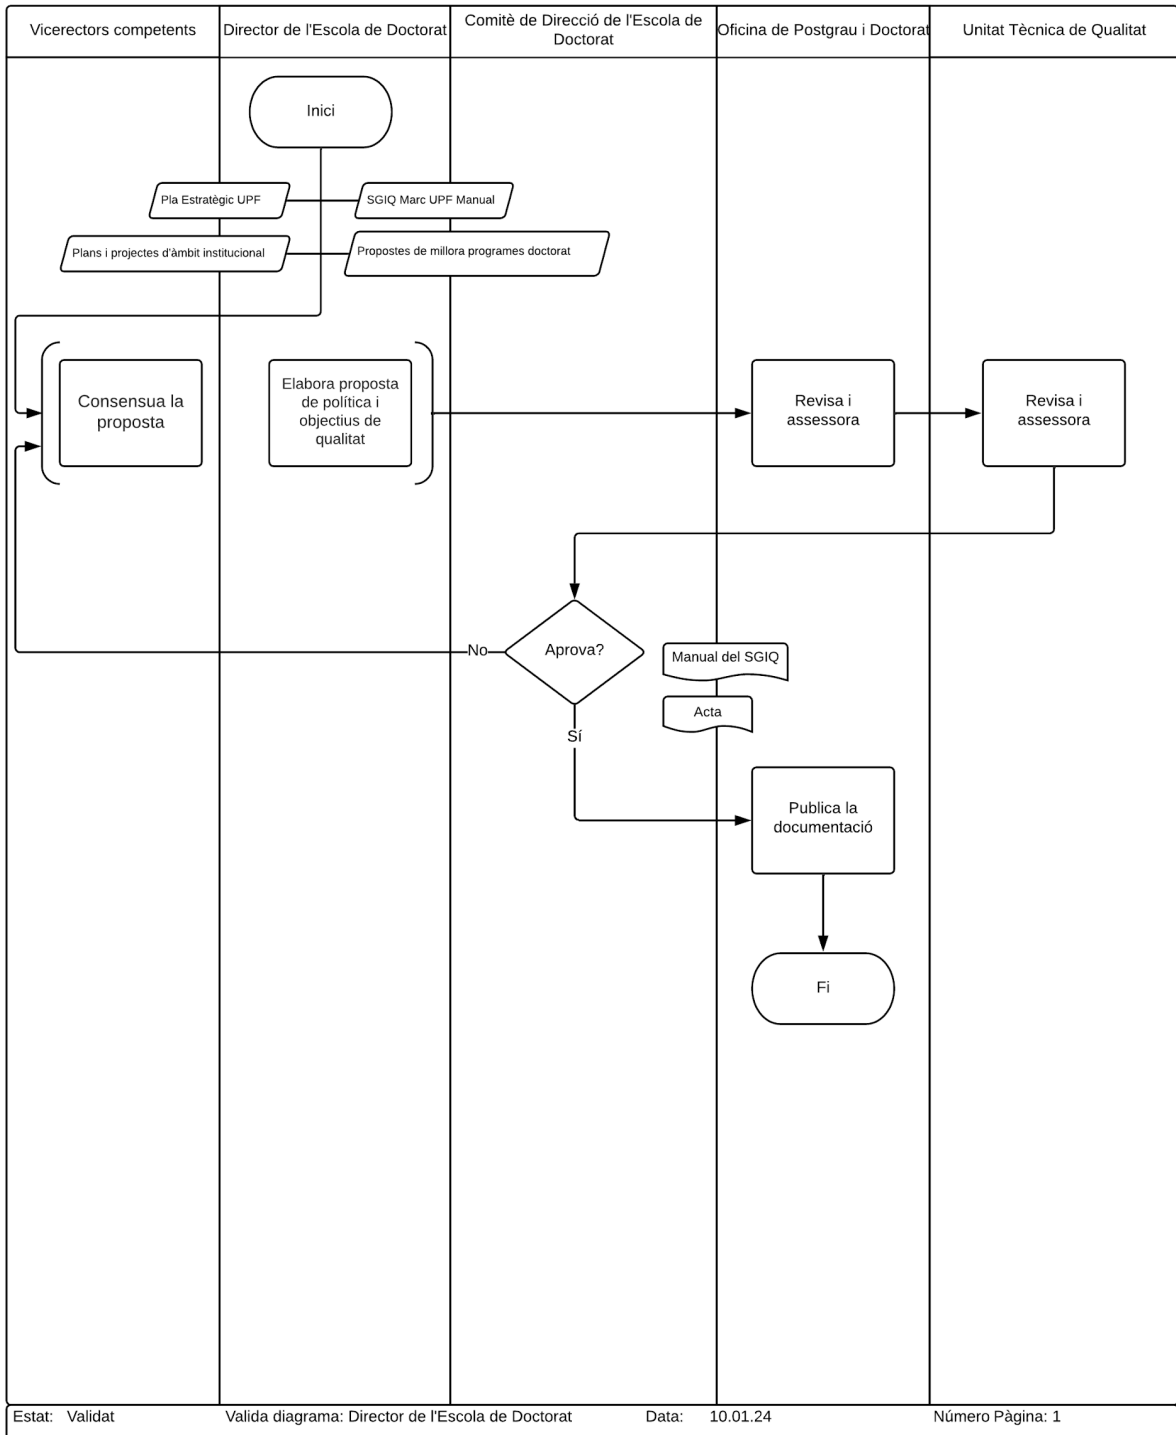 Vicerectors competents
Director de l'Escola de Doctorat
Comitè de Direcció de l'Escola de
Doctorat
Oficina de Postgrau i Doctorat
Unitat Tècnica de Qualitat
Inici
Pla Estratègic UPF
SGIQ Marc UPF Manual
Plans i projectes d'àmbit institucional
Propostes de millora programes doctorat
Consensua la
proposta
Elabora proposta
de política i
objectius de
qualitat
Revisa i
assessora
Revisa i
assessora
No
Aprova?
Manual del SGIQ
Acta
Sí
Publica la
documentació
Fi
Estat: Validat
Valida diagrama: Director de l'Escola de Doctorat
Data: 10.01.24
Número Pàgina: 1